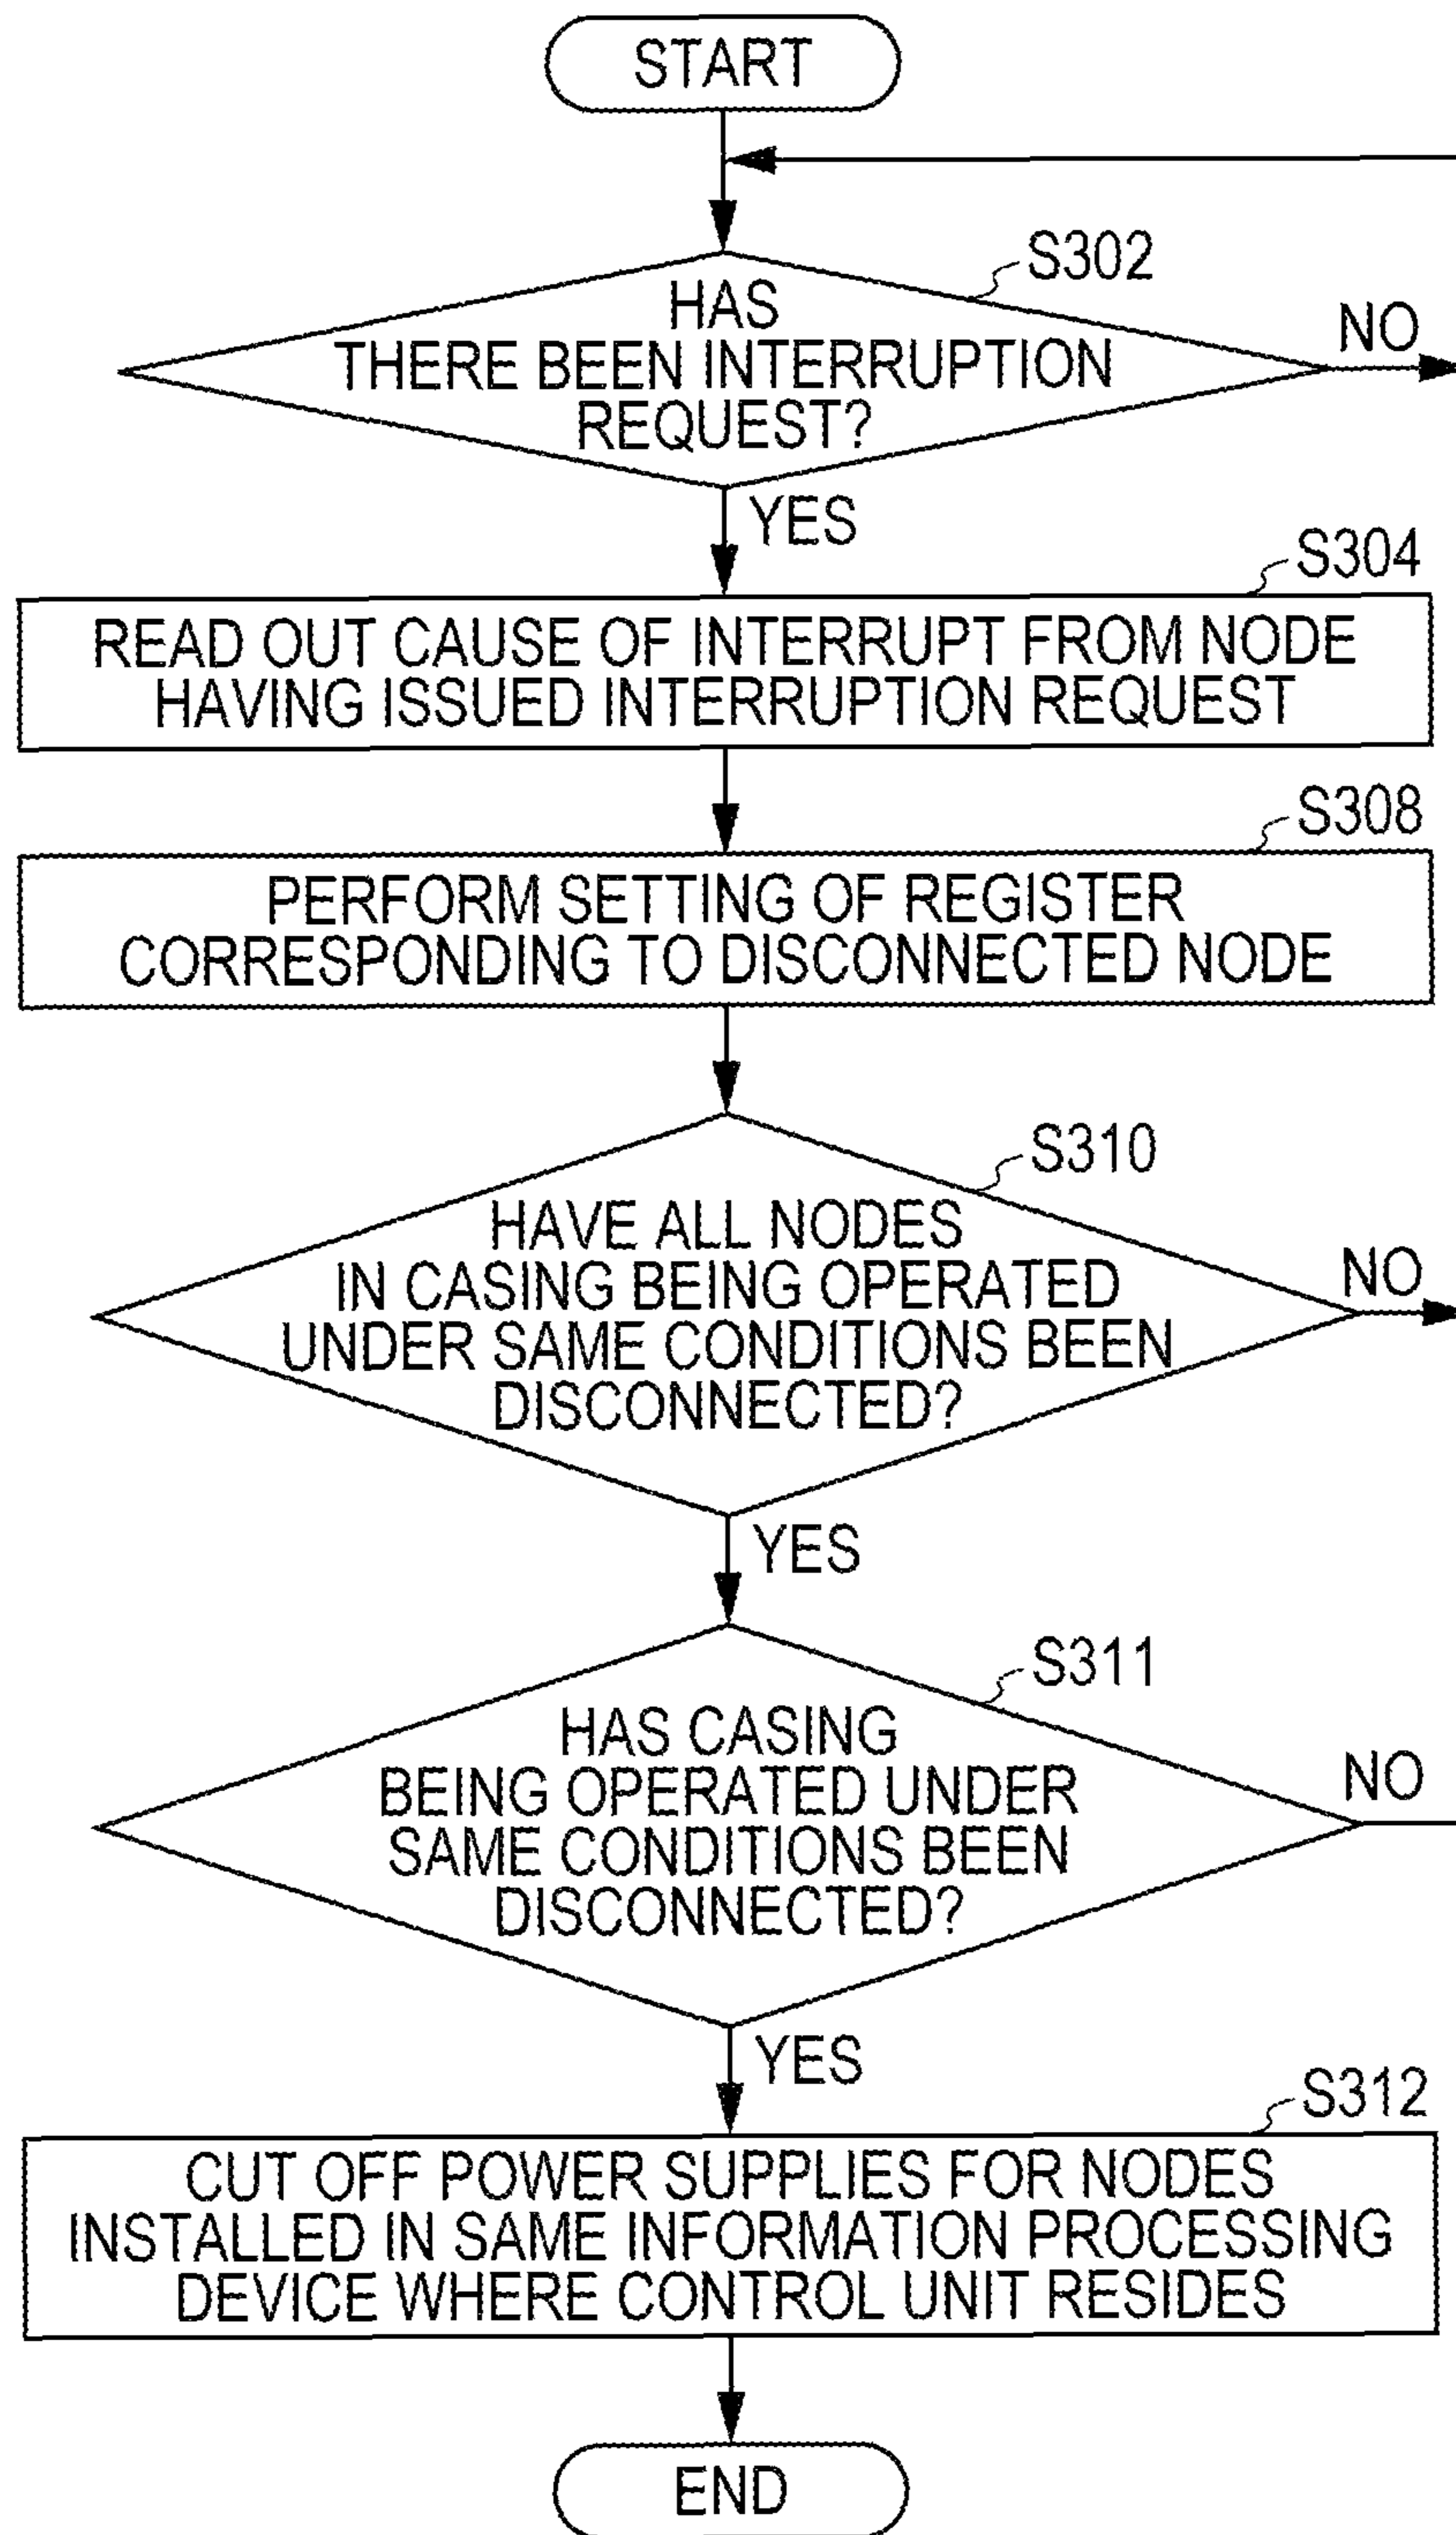 START
S302
HAS
THERE BEEN INTERRUPTION
REQUEST?
NO
YES
S304
READ OUT CAUSE OF INTERRUPT FROM NODE
HAVING ISSUED INTERRUPTION REQUEST
S308
PERFORM SETTING OF REGISTER
CORRESPONDING TO DISCONNECTED NODE
S310
HAVE ALL NODES
IN CASING BEING OPERATED
UNDER SAME CONDITIONS BEEN
DISCONNECTED?
NO
YES
S311
HAS CASING
BEING OPERATED UNDER
SAME CONDITIONS BEEN
DISCONNECTED?
NO
YES
S312
CUT OFF POWER SUPPLIES FOR NODES
INSTALLED IN SAME INFORMATION PROCESSING
DEVICE WHERE CONTROL UNIT RESIDES
END